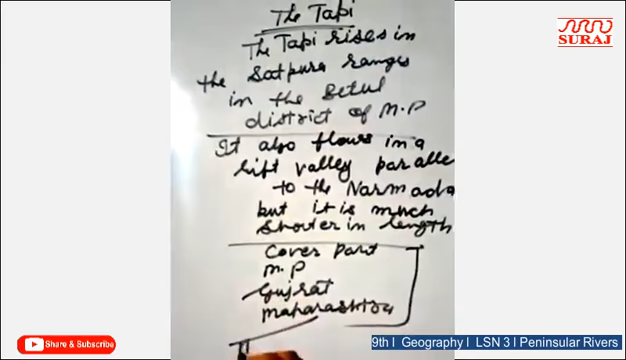 The Tapi
SURAJ
The Tapi rises in
the Satpura ranges
in the Betul
district of M.P
It also flows in a
rift valley paralle
to the Narmada
but it is much
Shorter in length
Cover part
M.P
Gujrat
maharashtra
Share & Subscribe
9th I Geography I LSN 3 I Peninsular Rivers